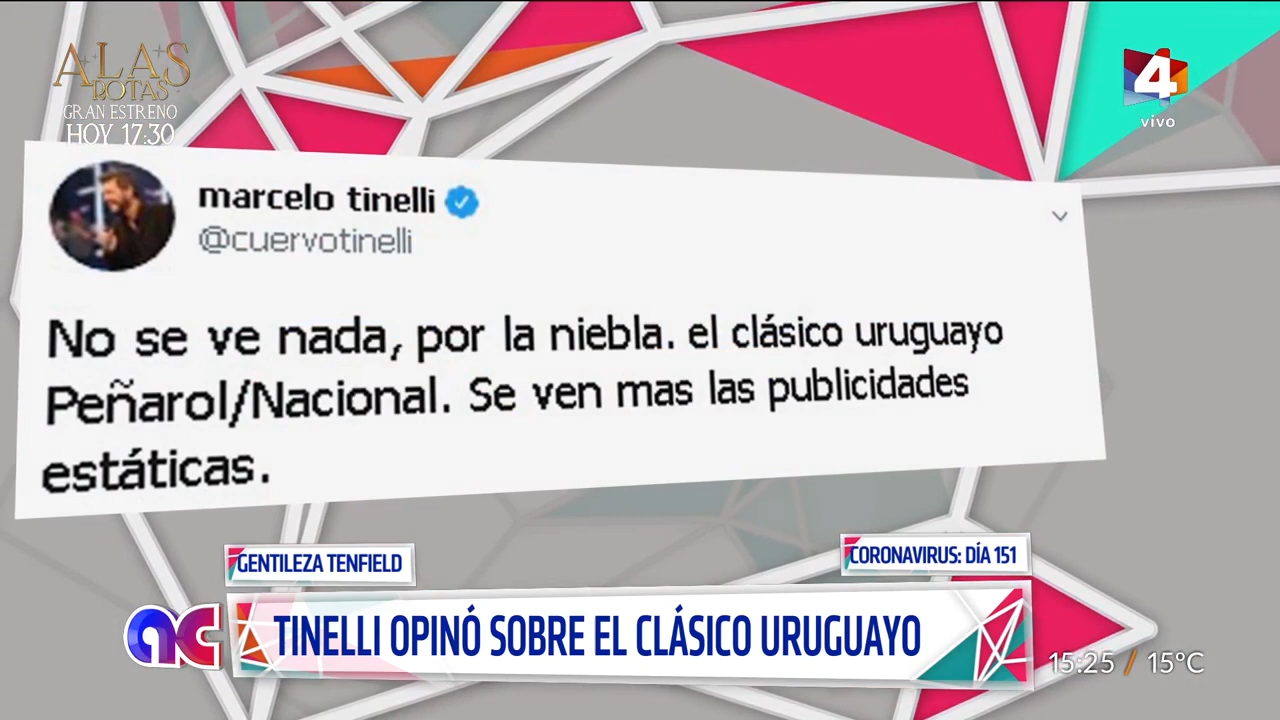 ALAS
ROTAS
GRAN ESTRENO
HOY 17:30
4
vivo
marcelo tinelli
@cuervotinelli
No se ve nada, por la niebla. el clásico uruguayo
Peñarol/Nacional. Se ven mas las publicidades
estáticas.
GENTILEZA TENFIELD
CORONAVIRUS: DÍA 151
ac
TINELLI OPINÓ SOBRE EL CLÁSICO URUGUAYO
15:25 / 15°C